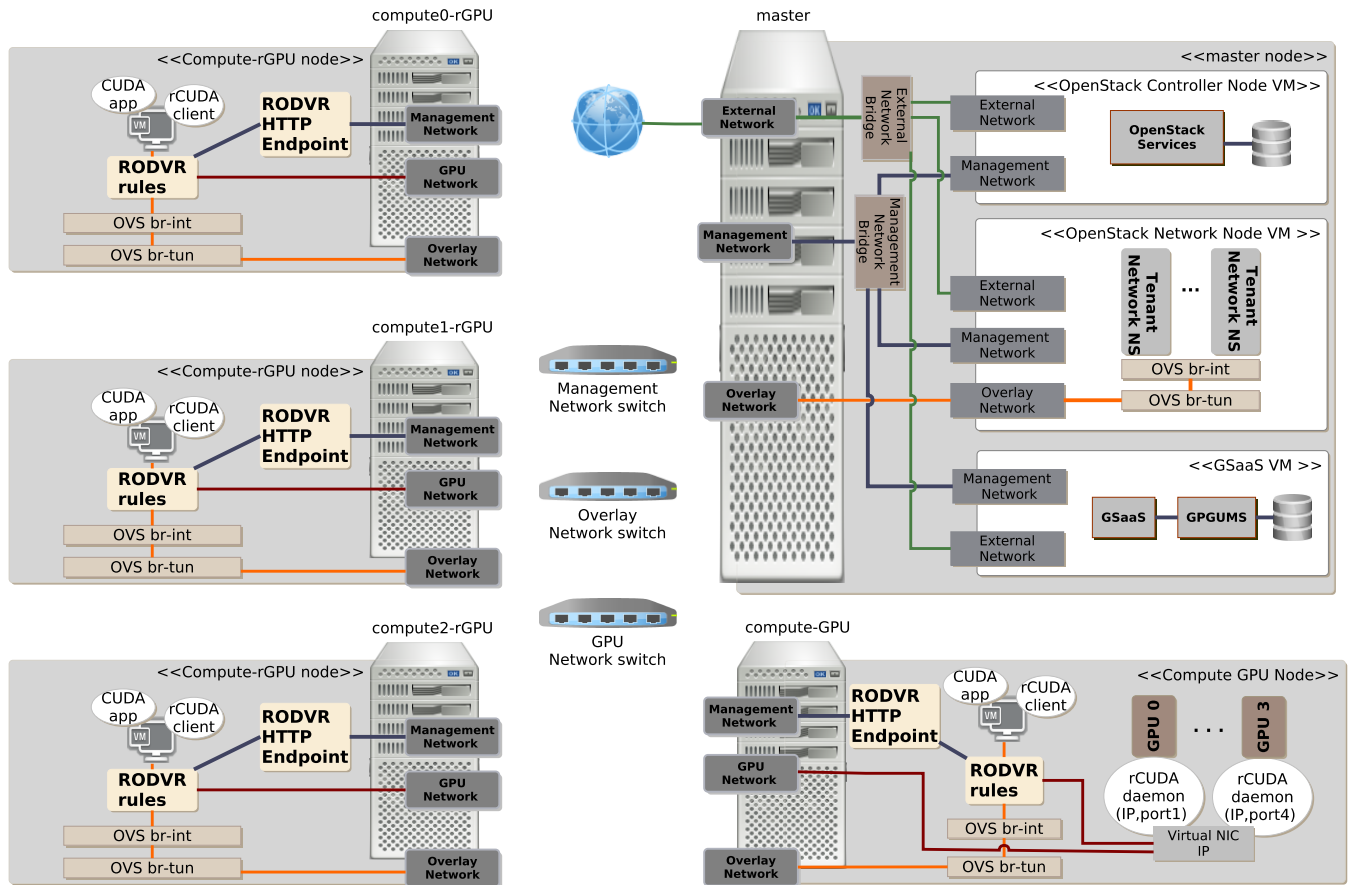 compute0-rGPU
<<Compute-rGPU node>>
CUDA
app
rCUDA
client
VM
RODVR
HTTP
Endpoint
RODVR
rules
OVS br-int
OVS br-tun
OK
Management
Network
GPU
Network
Overlay
Network
compute1-rGPU
<<Compute-rGPU node>>
CUDA
app
rCUDA
client
VM
RODVR
HTTP
Endpoint
RODVR
rules
OVS br-int
OVS br-tun
OK
Management
Network
GPU
Network
Overlay
Network
compute2-rGPU
<<Compute-rGPU node>>
CUDA
app
rCUDA
client
VM
RODVR
HTTP
Endpoint
RODVR
rules
OVS br-int
OVS br-tun
OK
Management
Network
GPU
Network
Overlay
Network
Management
Network switch
Overlay
Network switch
GPU
Network switch
master
<<master node>>
OK
External
Network
Management
Network
Overlay
Network
External
Network
Bridge
Management
Network
Bridge
<<OpenStack Controller Node VM>>
External
Network
Management
Network
OpenStack
Services
<<OpenStack Network Node VM >>
External
Network
Management
Network
Overlay
Network
Tenant
Network NS
...
Tenant
Network NS
OVS br-int
OVS br-tun
<<GSaaS VM >>
Management
Network
External
Network
GSaaS
GPGUMS
compute-GPU
<<Compute GPU Node>>
OK
Management
Network
GPU
Network
Overlay
Network
RODVR
HTTP
Endpoint
CUDA
app
rCUDA
client
VM
RODVR
rules
OVS br-int
OVS br-tun
GPU 0
. . .
GPU 3
rCUDA
daemon
(IP,port1)
rCUDA
daemon
(IP,port4)
Virtual NIC
IP